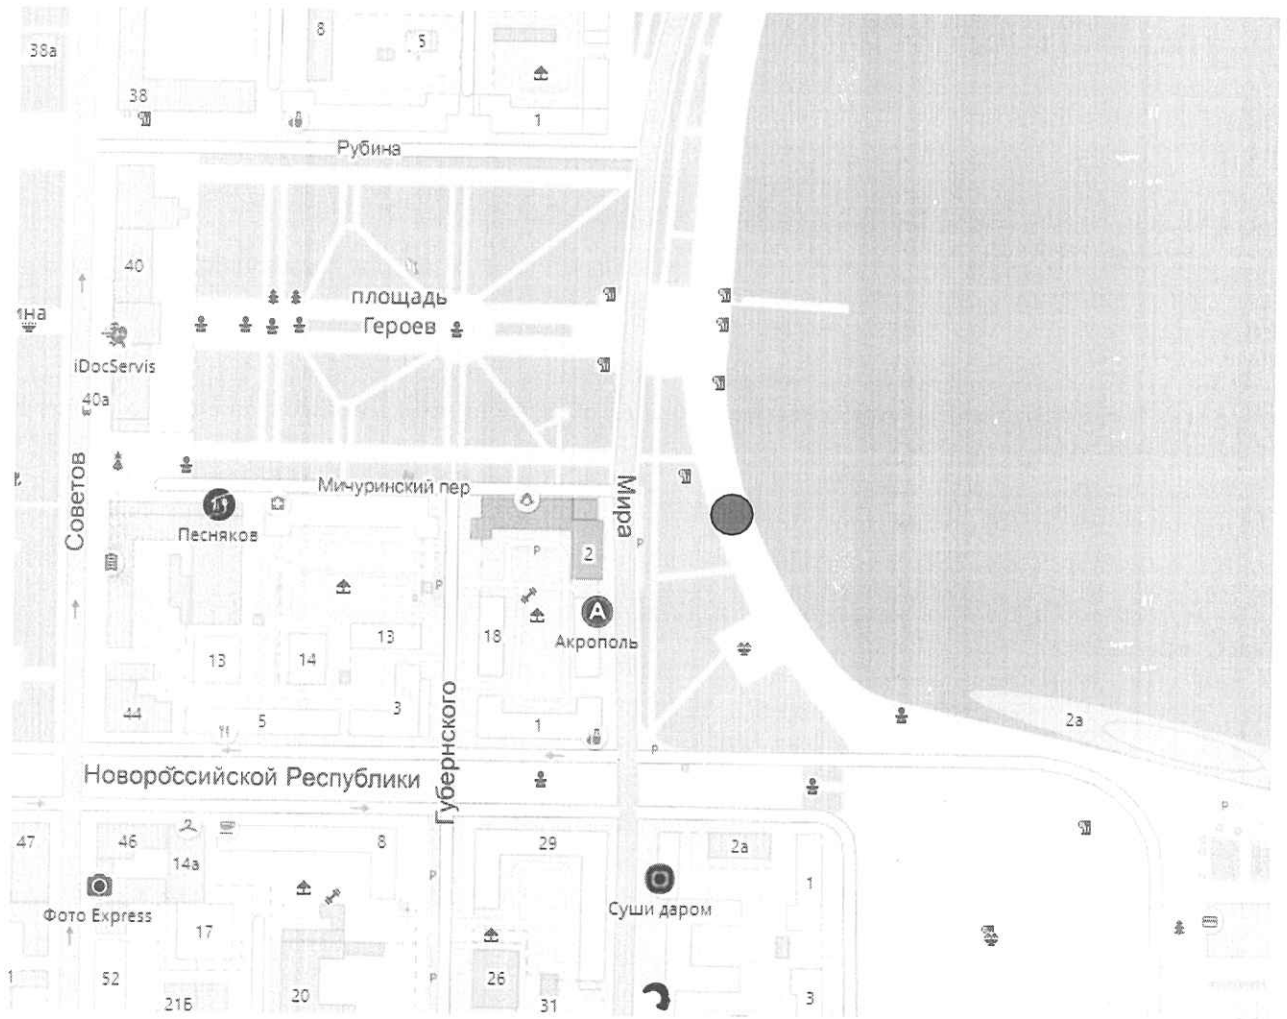 38а
8
5
38
1
Рубина
40
площадь
Героев
ина
iDocServis
40а
Советов
Мичуринский пер
Мира
Песняков
P
2
P
P
18
Акрополь
13
13
14
3
44
5
1
2а
P
Губернского
Новороссийской Республики
P
47
46
14а
8
29
2а
1
P
Фото Express
Суши даром
17
52
21Б
20
P
26
31
3
1